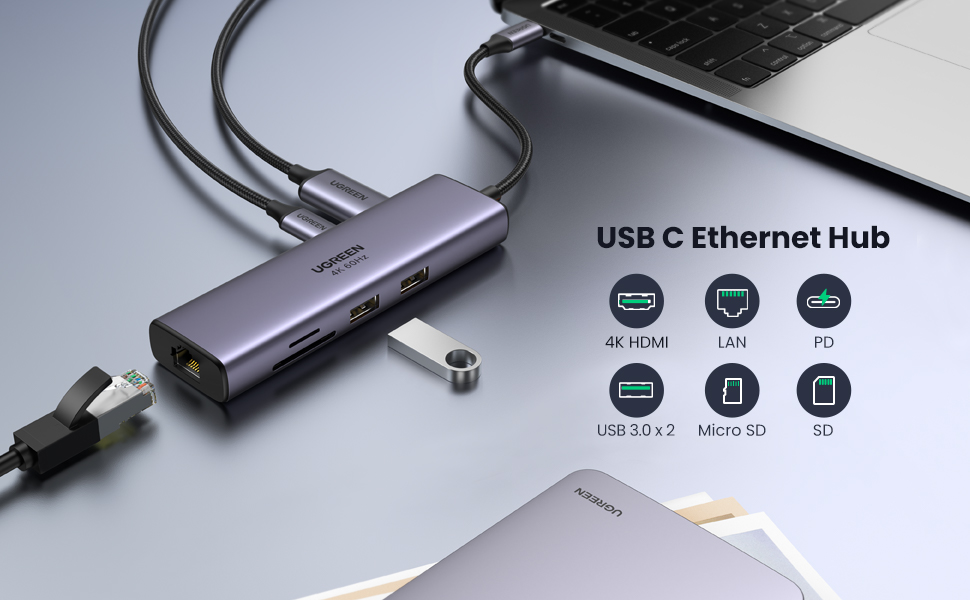 UGREEN
UGREEN
UGREEN
4K 60Hz
USB C Ethernet Hub
4K HDMI
LAN
PD
USB 3.0 x 2
Micro SD
SD
UGREEN